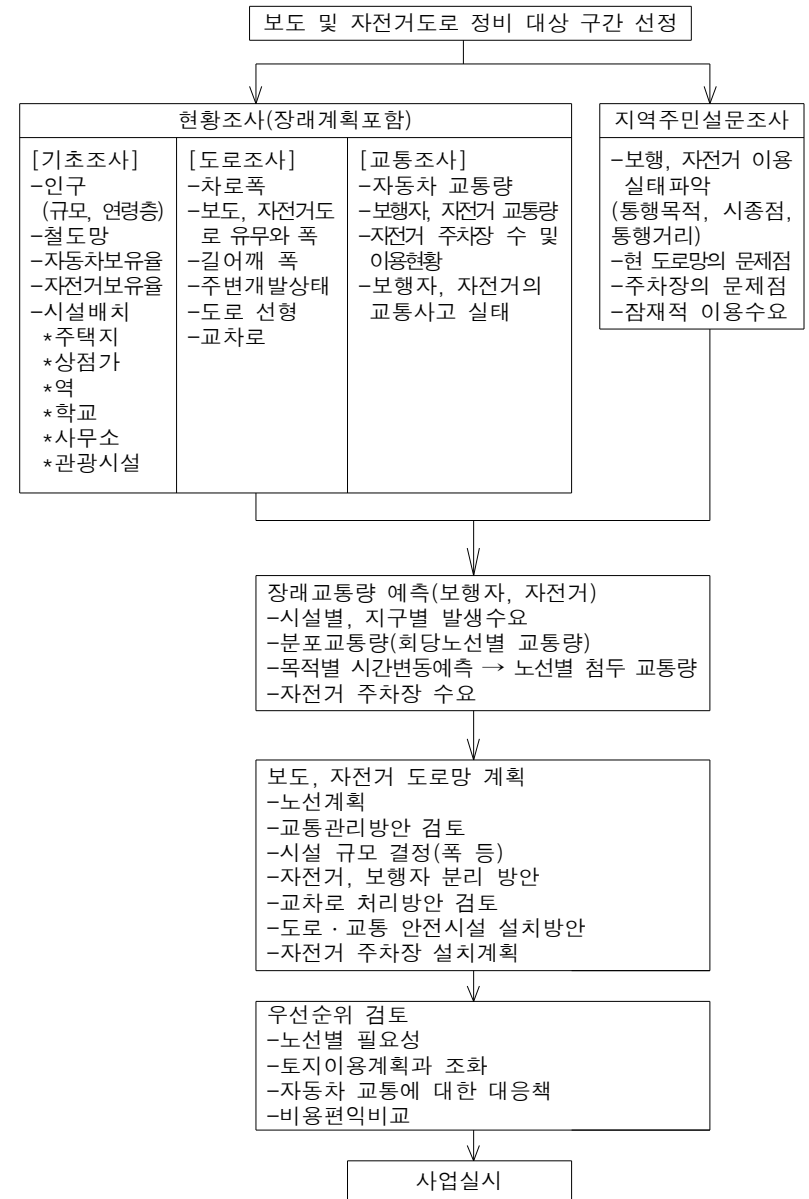 보도 및 자전거도로 정비 대상 구간 선정
현황조사(장래계획포함)
[기초조사]
-인구
(규모, 연령층)
-철도망
-자동차보유율
-자전거보유율
-시설배치
*주택지
*상점가
*역
*학교
*사무소
*관광시설
[도로조사]
-차로폭
-보도, 자전거도
로 유무와 폭
-길어깨 폭
-주변개발상태
-도로 선형
-교차로
[교통조사]
-자동차 교통량
-보행자, 자전거 교통량
-자전거 주차장 수 및
이용현황
-보행자, 자전거의
교통사고 실태
지역주민설문조사
-보행, 자전거 이용
실태파악
(통행목적, 시종점,
통행거리)
-현 도로망의 문제점
-주차장의 문제점
-잠재적 이용수요
장래교통량 예측(보행자, 자전거)
-시설별, 지구별 발생수요
-분포교통량(회당노선별 교통량)
-목적별 시간변동예측 → 노선별 첨두 교통량
-자전거 주차장 수요
보도, 자전거 도로망 계획
-노선계획
-교통관리방안 검토
-시설 규모 결정(폭 등)
-자전거, 보행자 분리 방안
-교차로 처리방안 검토
-도로 · 교통 안전시설 설치방안
-자전거 주차장 설치계획
우선순위 검토
-노선별 필요성
-토지이용계획과 조화
-자동차 교통에 대한 대응책
-비용편익비교
사업실시